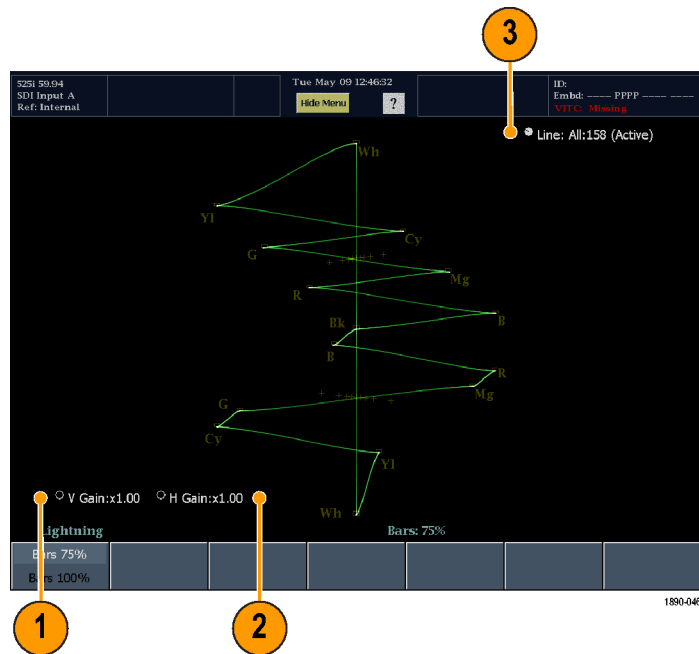 3
525i 59.94
SDI Input A
Ref: Internal
Tue May 09 12:46:32
Hide Menu
?
ID:
Embd: ---- PPPP ---- ----
VITC: Missing
Line: All:158 (Active)
Wh
Yl
Cy
G
Mg
R
B
Bk
B
R
Mg
G
Cy
Yl
V Gain:x1.00
H Gain:x1.00
Wh
Lightning
Bars: 75%
Bars 75%
Bars 100%
1890-046
1
2